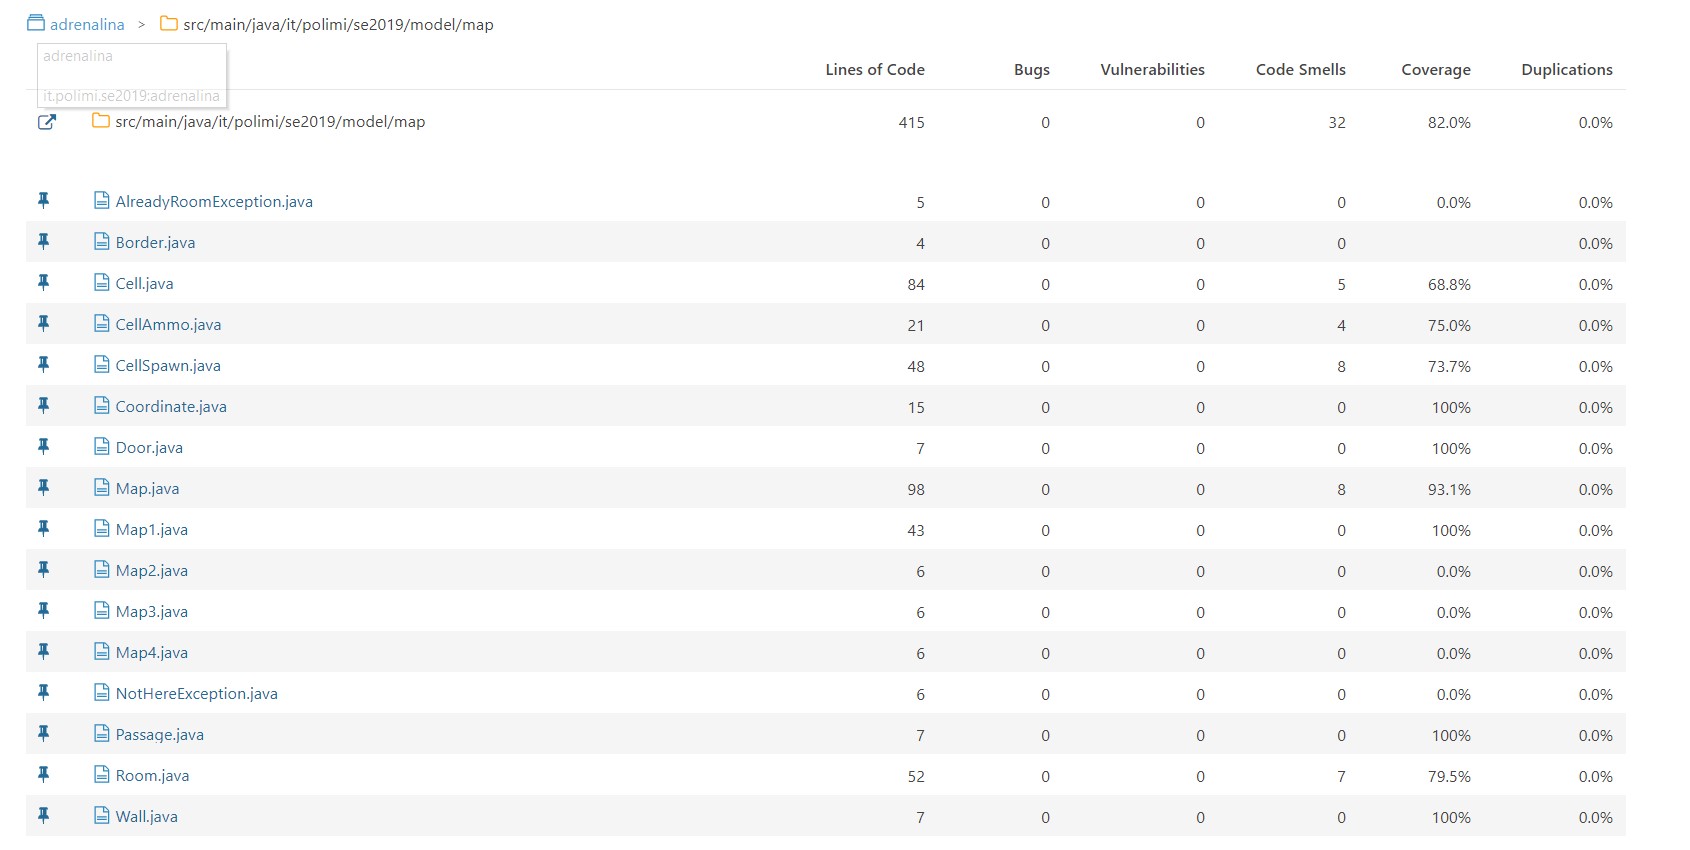 adrenalina > src/main/java/it/polimi/se2019/model/map
adrenalina
it.polimi.se2019:adrenalina
Lines of Code Bugs Vulnerabilities Code Smells Coverage Duplications
src/main/java/it/polimi/se2019/model/map 415 0 0 32 82.0% 0.0%
AlreadyRoomException.java 5 0 0 0 0.0% 0.0%
Border.java 4 0 0 0 0.0%
Cell.java 84 0 0 5 68.8% 0.0%
CellAmmo.java 21 0 0 4 75.0% 0.0%
CellSpawn.java 48 0 0 8 73.7% 0.0%
Coordinate.java 15 0 0 0 100% 0.0%
Door.java 7 0 0 0 100% 0.0%
Map.java 98 0 0 8 93.1% 0.0%
Map1.java 43 0 0 0 100% 0.0%
Map2.java 6 0 0 0 0.0% 0.0%
Map3.java 6 0 0 0 0.0% 0.0%
Map4.java 6 0 0 0 0.0% 0.0%
NotHereException.java 6 0 0 0 0.0% 0.0%
Passage.java 7 0 0 0 100% 0.0%
Room.java 52 0 0 7 79.5% 0.0%
Wall.java 7 0 0 0 100% 0.0%